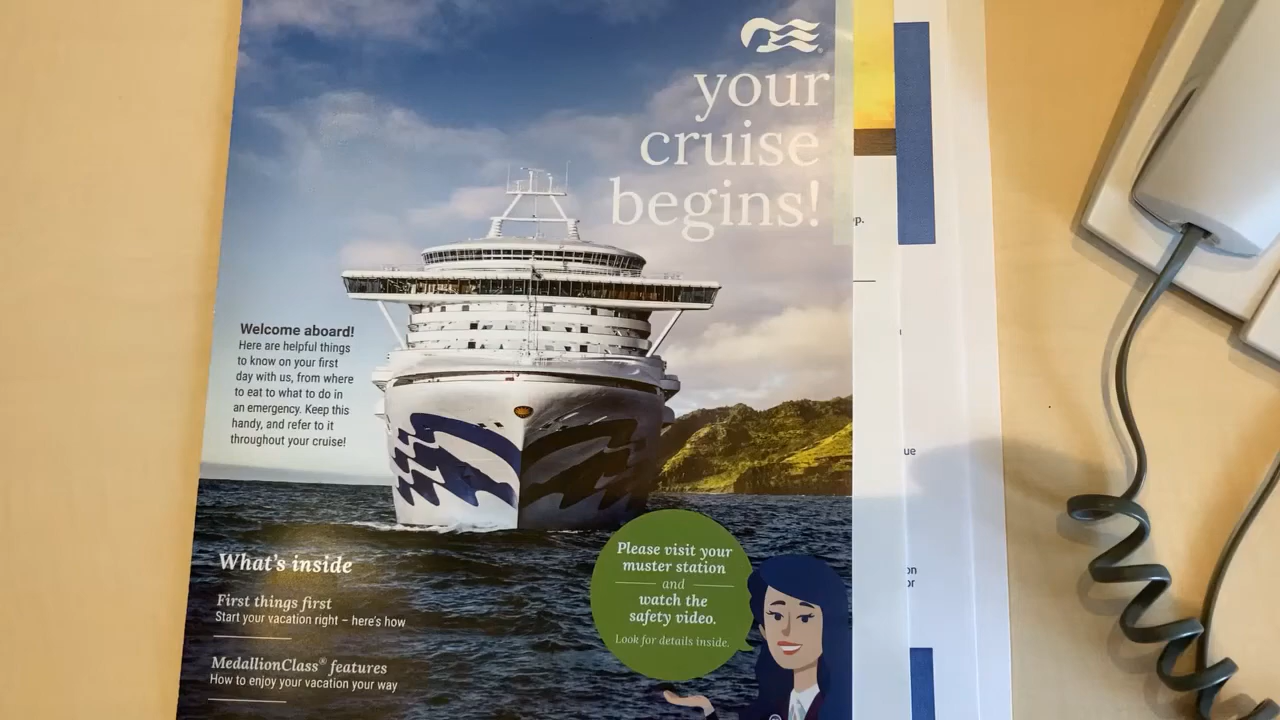 your
cruise
begins!
Welcome aboard!
Here are helpful things
to know on your first
day with us, from where
to eat to what to do in
an emergency. Keep this
handy, and refer to it
throughout your cruise!
What's inside
First things first
Start your vacation right – here's how
MedallionClass® features
How to enjoy your vacation your way
Please visit your
muster station
and
watch the
safety video.
Look for details inside.
p.
ue
on
or